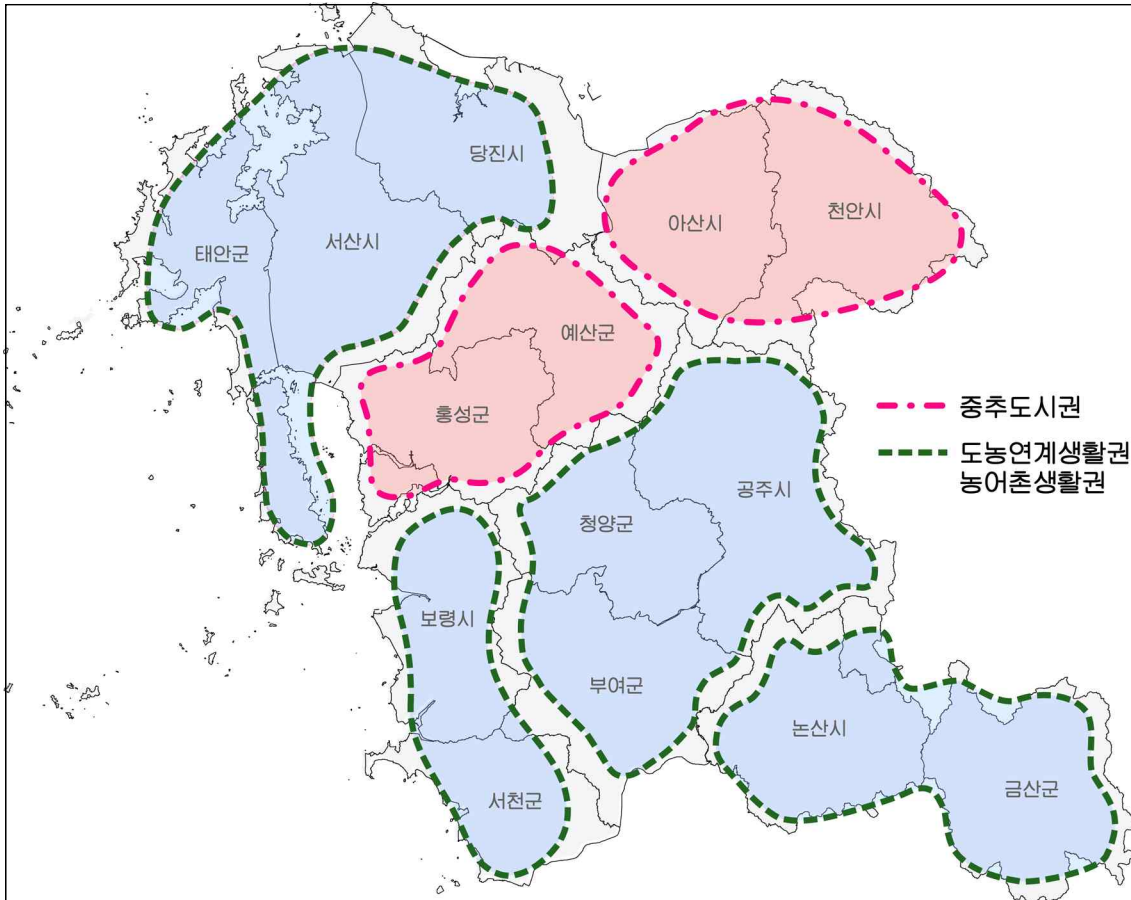 당진시
천안시
아산시
서산시
태안군
예산군
홍성군
중추도시권
도농연계생활권
농어촌생활권
공주시
청양군
보령시
부여군
논산시
금산군
서천군